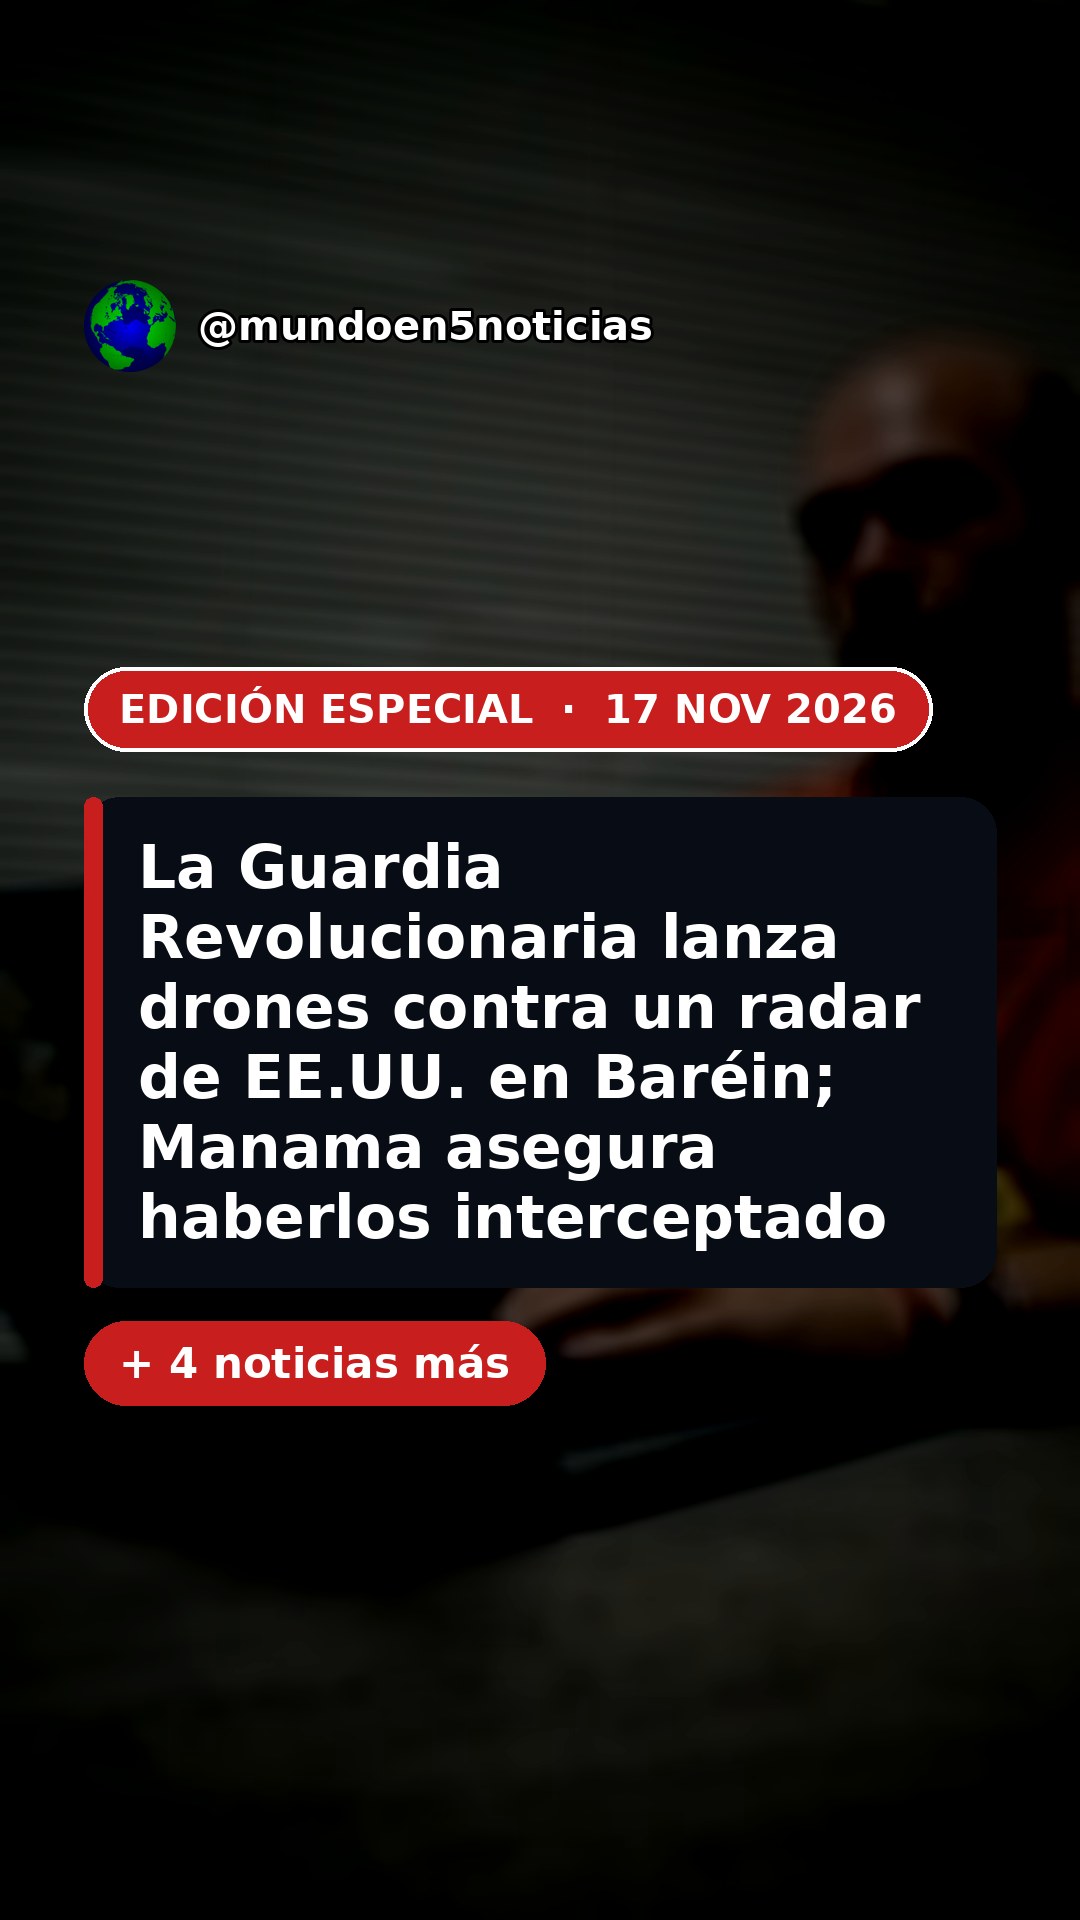 @mundoen5noticias
EDICIÓN ESPECIAL · 17 NOV 2026
La Guardia
Revolucionaria lanza
drones contra un radar
de EE.UU. en Baréin;
Manama asegura
haberlos interceptado
+ 4 noticias más